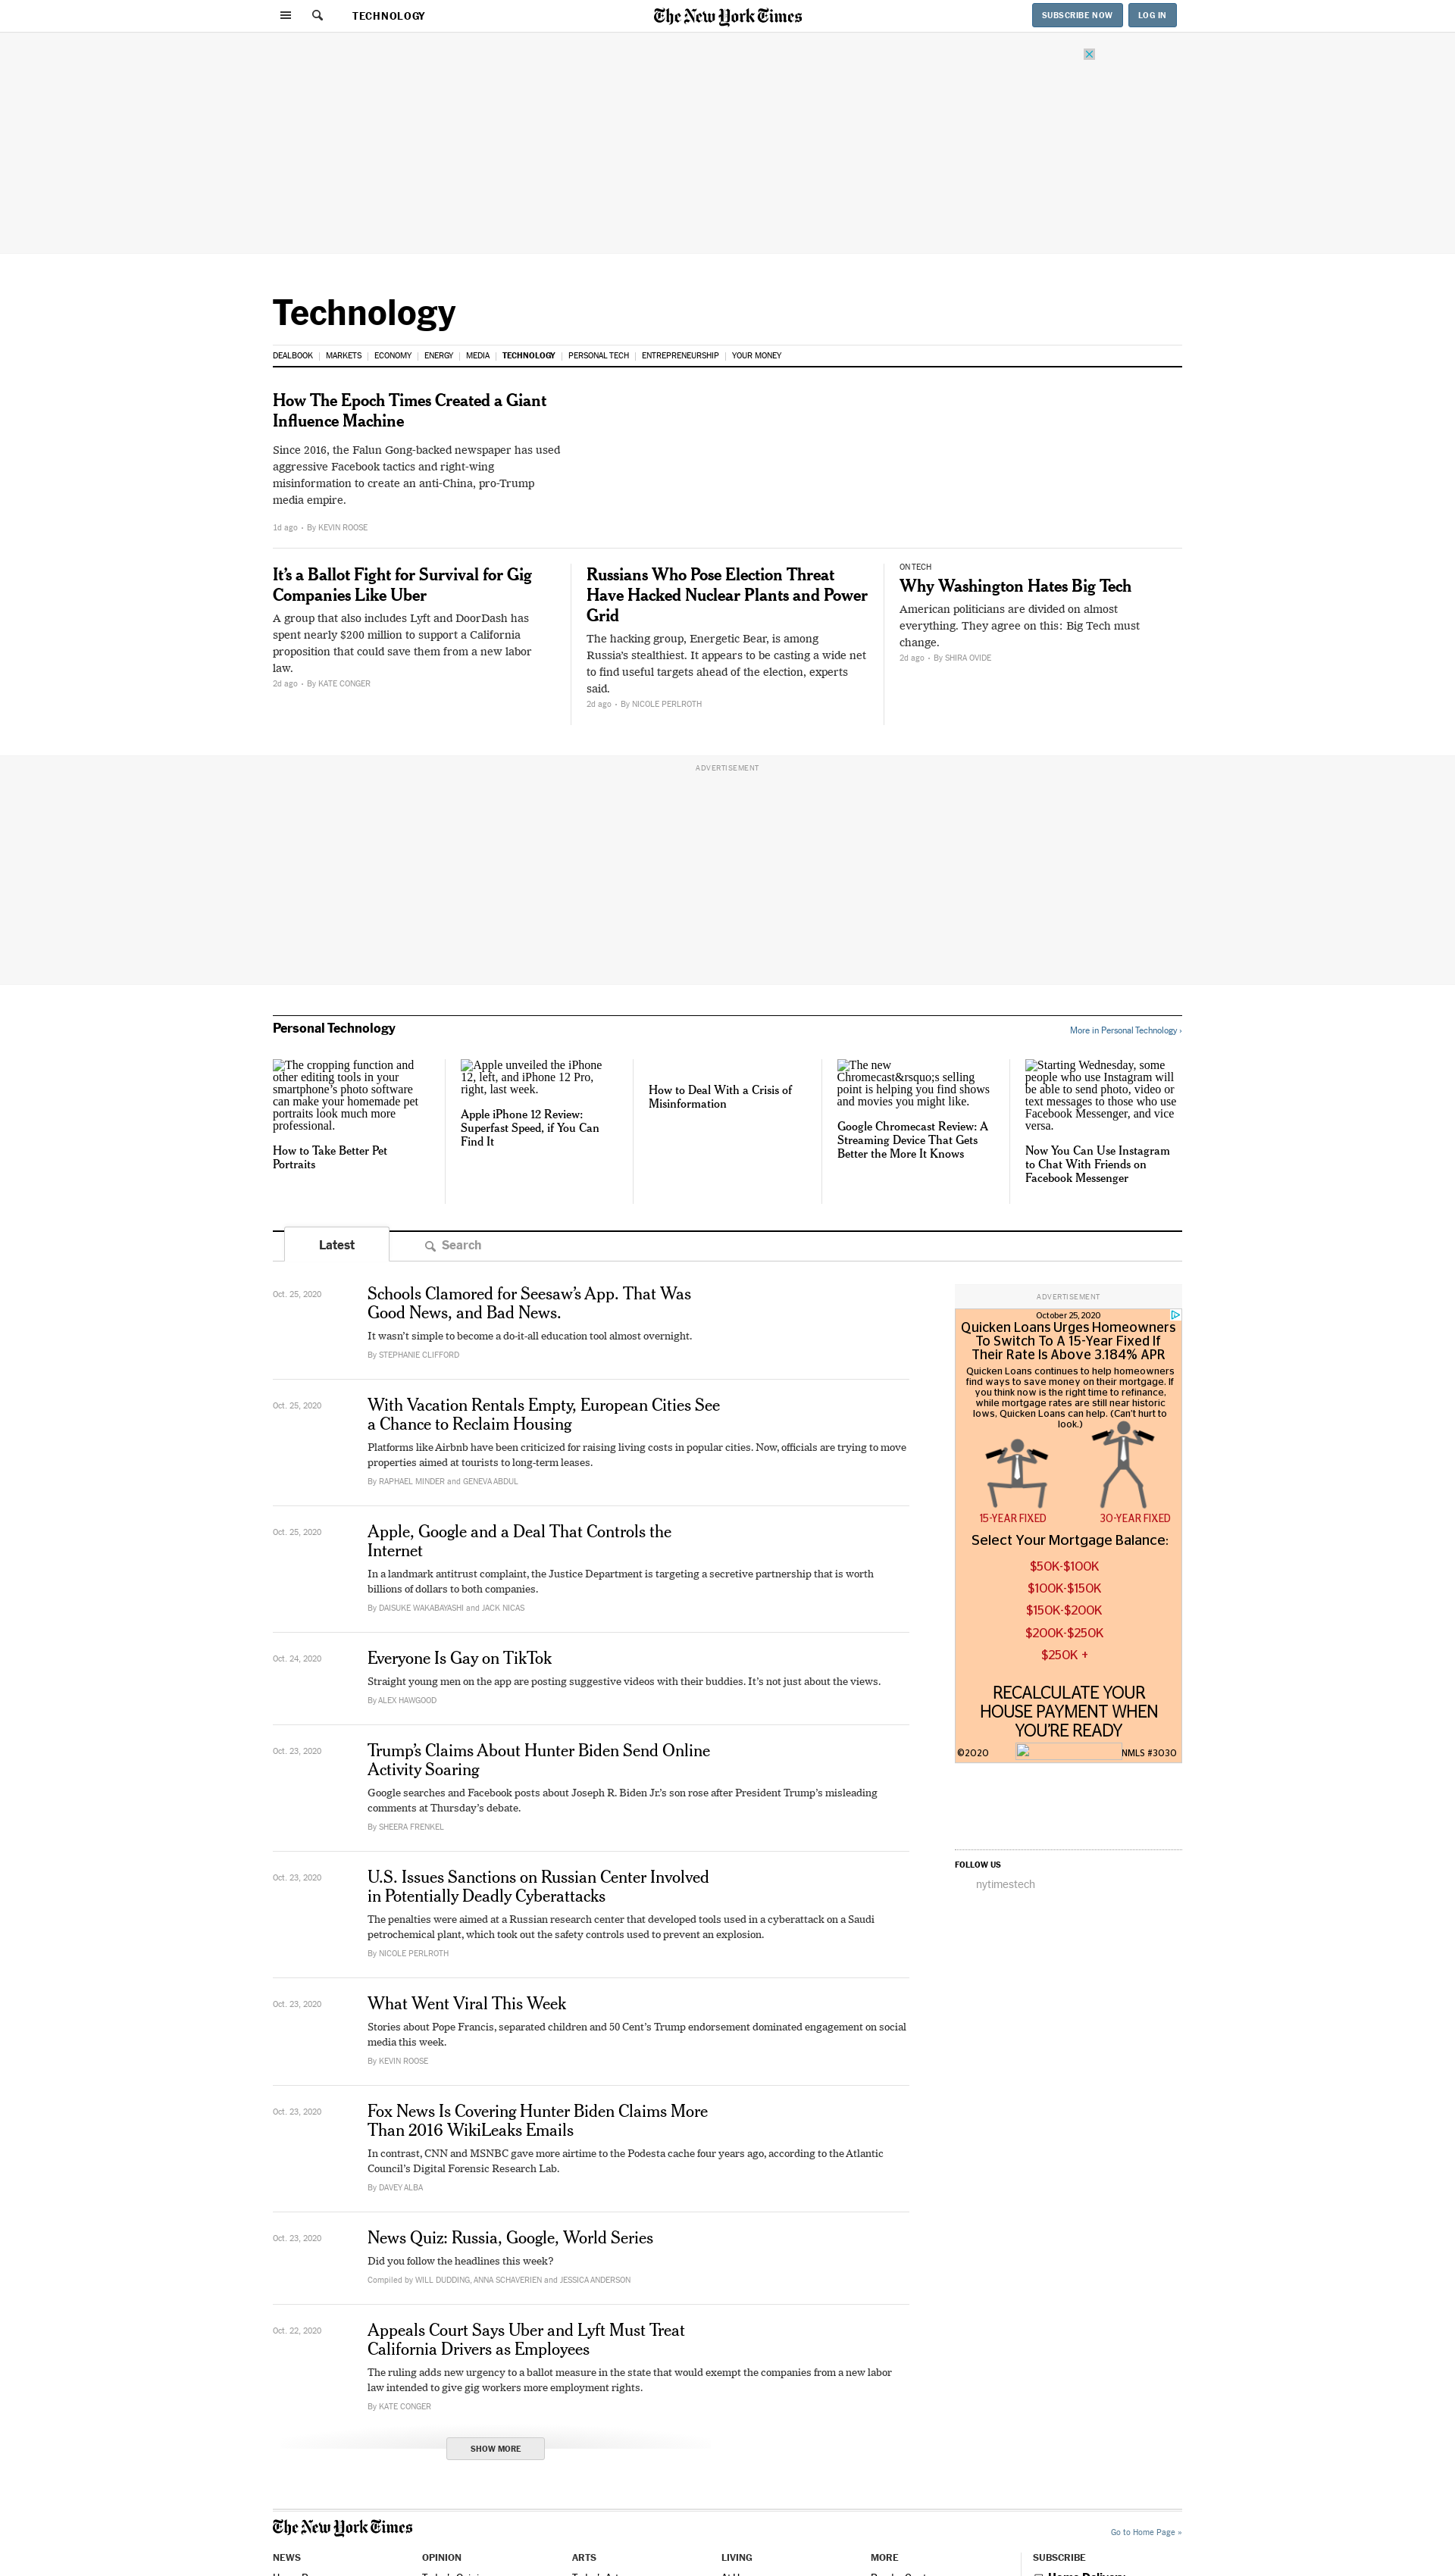 TECHNOLOGY
The New York Times
SUBSCRIBE NOW
LOG IN
Technology
DEALBOOK MARKETS ECONOMY ENERGY MEDIA TECHNOLOGY PERSONAL TECH ENTREPRENEURSHIP YOUR MONEY
How The Epoch Times Created a Giant
Influence Machine
Since 2016, the Falun Gong-backed newspaper has used
aggressive Facebook tactics and right-wing
misinformation to create an anti-China, pro-Trump
media empire.
1d ago • By KEVIN ROOSE
It’s a Ballot Fight for Survival for Gig
Companies Like Uber
A group that also includes Lyft and DoorDash has
spent nearly $200 million to support a California
proposition that could save them from a new labor
law.
2d ago • By KATE CONGER
Russians Who Pose Election Threat
Have Hacked Nuclear Plants and Power
Grid
The hacking group, Energetic Bear, is among
Russia’s stealthiest. It appears to be casting a wide net
to find useful targets ahead of the election, experts
said.
2d ago • By NICOLE PERLROTH
ON TECH
Why Washington Hates Big Tech
American politicians are divided on almost
everything. They agree on this: Big Tech must
change.
2d ago • By SHIRA OVIDE
ADVERTISEMENT
Personal Technology
More in Personal Technology ›
The cropping function and
other editing tools in your
smartphone’s photo software
can make your homemade pet
portraits look much more
professional.
How to Take Better Pet
Portraits
Apple unveiled the iPhone
12, left, and iPhone 12 Pro,
right, last week.
Apple iPhone 12 Review:
Superfast Speed, if You Can
Find It
How to Deal With a Crisis of
Misinformation
The new
Chromecast&rsquo;s selling
point is helping you find shows
and movies you might like.
Google Chromecast Review: A
Streaming Device That Gets
Better the More It Knows
Starting Wednesday, some
people who use Instagram will
be able to send photo, video or
text messages to those who use
Facebook Messenger, and vice
versa.
Now You Can Use Instagram
to Chat With Friends on
Facebook Messenger
Latest
Search
Oct. 25, 2020
Schools Clamored for Seesaw’s App. That Was
Good News, and Bad News.
It wasn’t simple to become a do-it-all education tool almost overnight.
By STEPHANIE CLIFFORD
Oct. 25, 2020
With Vacation Rentals Empty, European Cities See
a Chance to Reclaim Housing
Platforms like Airbnb have been criticized for raising living costs in popular cities. Now, officials are trying to move
properties aimed at tourists to long-term leases.
By RAPHAEL MINDER and GENEVA ABDUL
Oct. 25, 2020
Apple, Google and a Deal That Controls the
Internet
In a landmark antitrust complaint, the Justice Department is targeting a secretive partnership that is worth
billions of dollars to both companies.
By DAISUKE WAKABAYASHI and JACK NICAS
Oct. 24, 2020
Everyone Is Gay on TikTok
Straight young men on the app are posting suggestive videos with their buddies. It’s not just about the views.
By ALEX HAWGOOD
Oct. 23, 2020
Trump’s Claims About Hunter Biden Send Online
Activity Soaring
Google searches and Facebook posts about Joseph R. Biden Jr.’s son rose after President Trump’s misleading
comments at Thursday’s debate.
By SHEERA FRENKEL
Oct. 23, 2020
U.S. Issues Sanctions on Russian Center Involved
in Potentially Deadly Cyberattacks
The penalties were aimed at a Russian research center that developed tools used in a cyberattack on a Saudi
petrochemical plant, which took out the safety controls used to prevent an explosion.
By NICOLE PERLROTH
Oct. 23, 2020
What Went Viral This Week
Stories about Pope Francis, separated children and 50 Cent’s Trump endorsement dominated engagement on social
media this week.
By KEVIN ROOSE
Oct. 23, 2020
Fox News Is Covering Hunter Biden Claims More
Than 2016 WikiLeaks Emails
In contrast, CNN and MSNBC gave more airtime to the Podesta cache four years ago, according to the Atlantic
Council’s Digital Forensic Research Lab.
By DAVEY ALBA
Oct. 23, 2020
News Quiz: Russia, Google, World Series
Did you follow the headlines this week?
Compiled by WILL DUDDING, ANNA SCHAVERIEN and JESSICA ANDERSON
Oct. 22, 2020
Appeals Court Says Uber and Lyft Must Treat
California Drivers as Employees
The ruling adds new urgency to a ballot measure in the state that would exempt the companies from a new labor
law intended to give gig workers more employment rights.
By KATE CONGER
SHOW MORE
ADVERTISEMENT
October 25, 2020
Quicken Loans Urges Homeowners
To Switch To A 15-Year Fixed If
Their Rate Is Above 3.184% APR
Quicken Loans continues to help homeowners
find ways to save money on their mortgage. If
you think now is the right time to refinance,
while mortgage rates are still near historic
lows, Quicken Loans can help. (Can't hurt to
look.)
15-YEAR FIXED
30-YEAR FIXED
Select Your Mortgage Balance:
$50K-$100K
$100K-$150K
$150K-$200K
$200K-$250K
$250K +
RECALCULATE YOUR
HOUSE PAYMENT WHEN
YOU'RE READY
©2020
NMLS #3030
FOLLOW US
nytimestech
The New York Times
Go to Home Page »
NEWS
OPINION
ARTS
LIVING
MORE
SUBSCRIBE